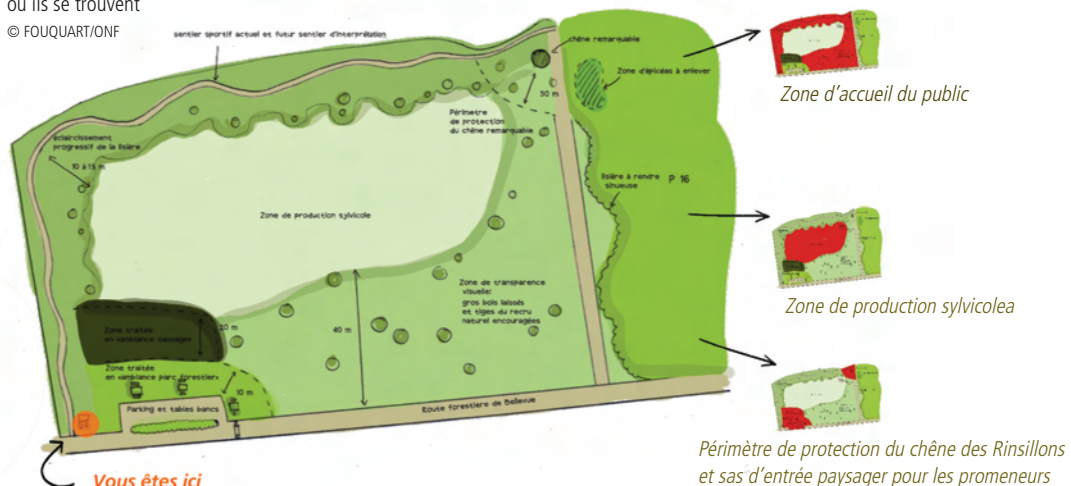 où ils se trouvent
© FOUQUART/ONF
sentier sportif actuel et futur sentier d'interprétation
chêne remarquable
Zone d'épicéas à enlever
50 m
Périmètre
de protection
du chêne remarquable
éclaircissement
progressif de la lisière
10 à 15 m
lisière à rendre
sinueuse
P 16
Zone de production sylvicole
Zone de transparence
visuelle:
gros bois laissés
et tiges du recru
naturel encouragées
40 m
Zone traitée
en «ambiance sauvage»
20 m
Zone traitée
en «ambiance parc forestier»
10 m
Parking et tables bancs
Route forestière de Bellevue
Vous êtes ici
Zone d'accueil du public
Zone de production sylvicolea
Périmètre de protection du chêne des Rinsillons
et sas d'entrée paysager pour les promeneurs